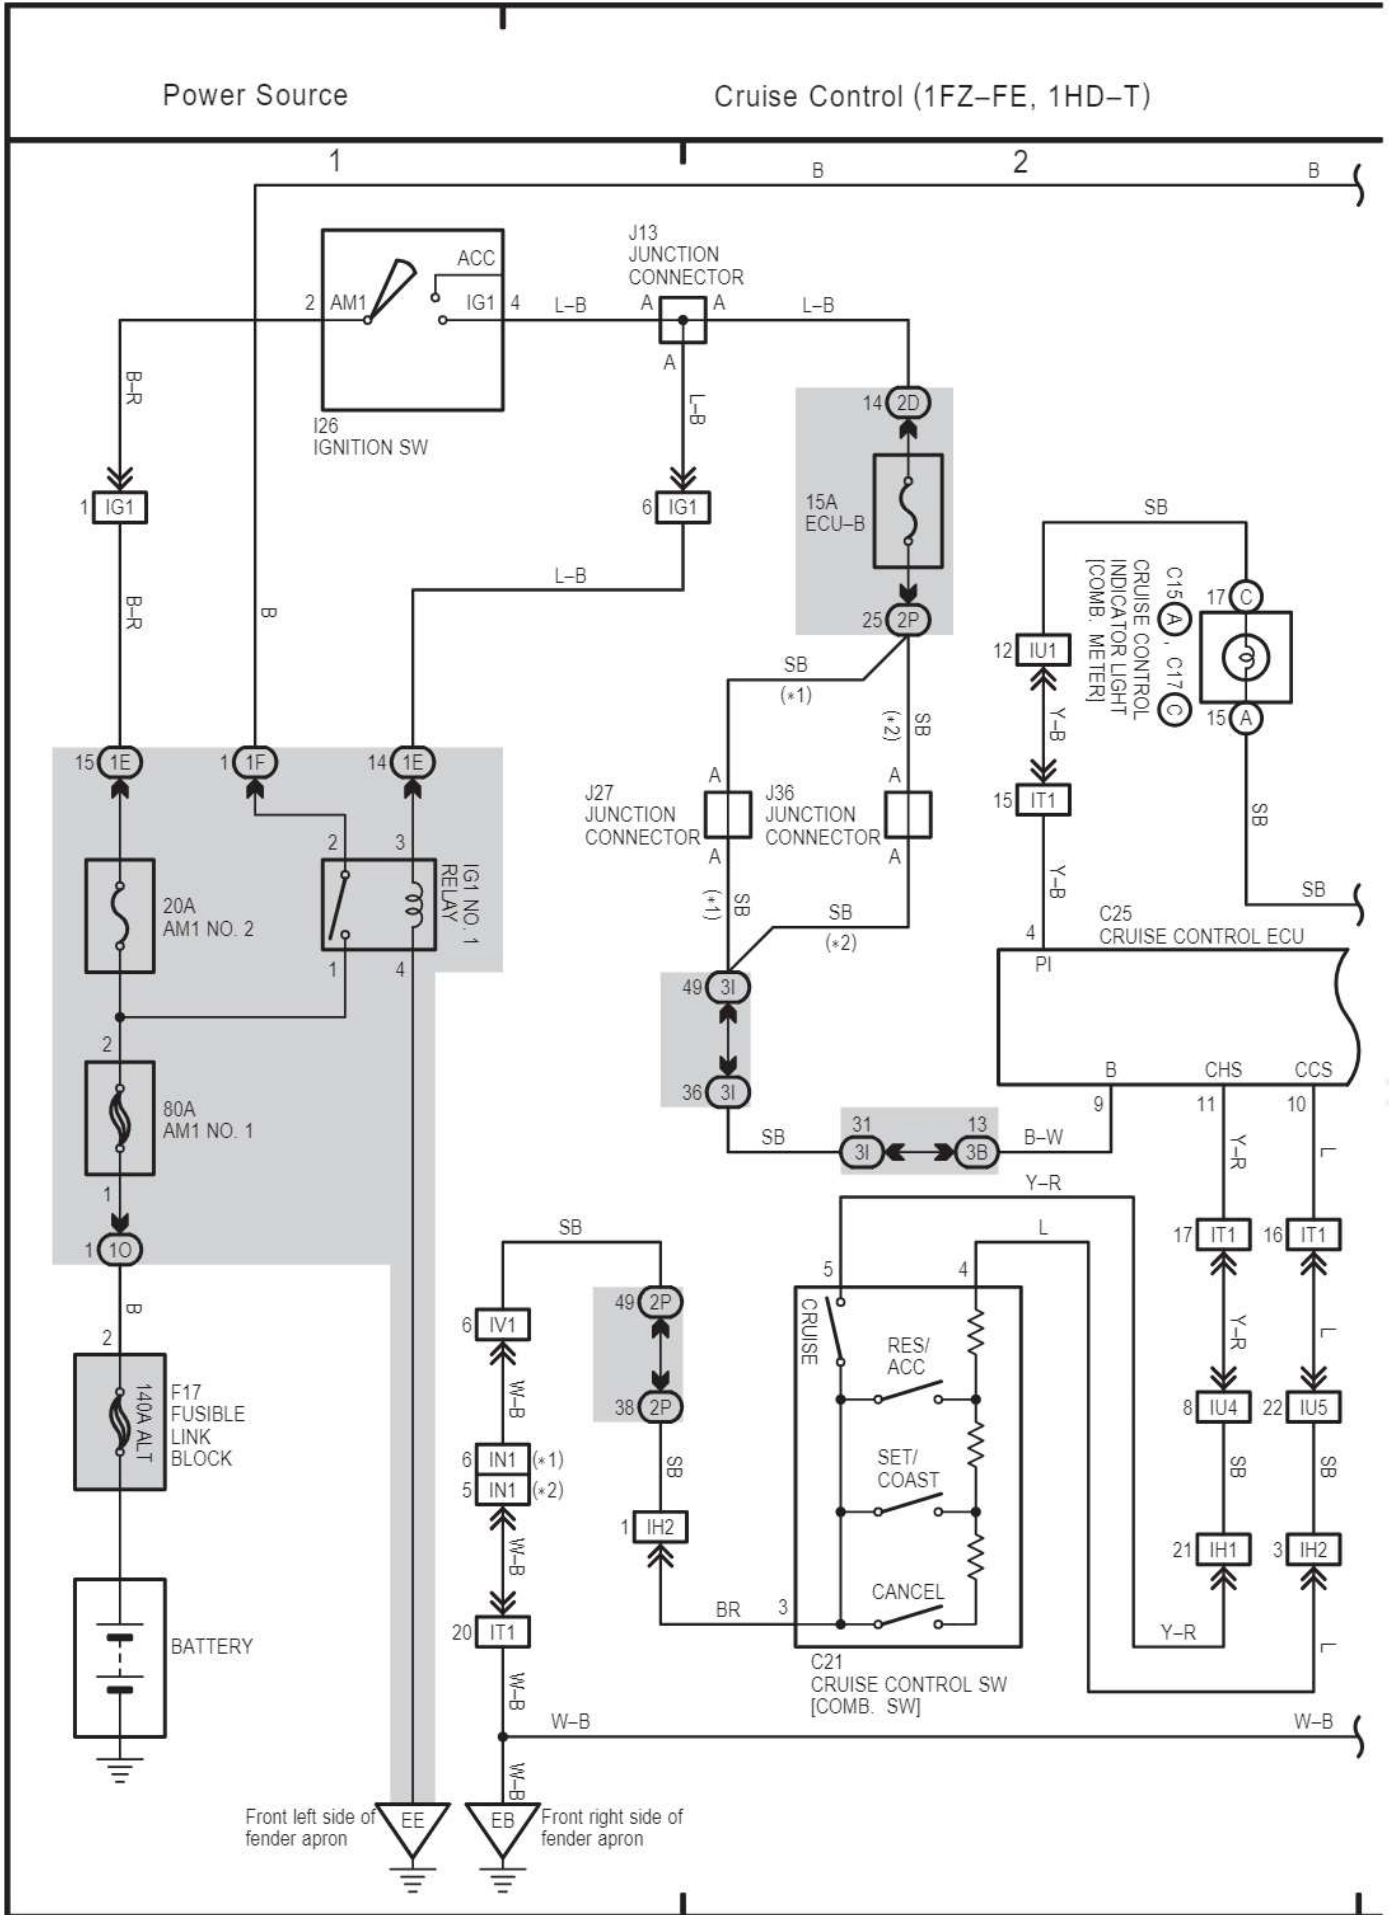 Power Source
Cruise Control (1FZ–FE, 1HD–T)
1
2
B
B
J13
JUNCTION
CONNECTOR
ACC
2 AM1
IG1 4
L–B
A
A
L–B
A
B–R
L–B
I26
IGNITION SW
14 2D
1 IG1
6 IG1
15A
ECU–B
SB
L–B
B–R
B
25 2P
17 C
C15 A , C17 C
CRUISE CONTROL
INDICATOR LIGHT
[COMB. METER]
12 IU1
15 A
SB
(*1)
SB
(*2)
Y–B
15 1E
1 1F
14 1E
A
A
J27
JUNCTION
CONNECTOR
J36
JUNCTION
CONNECTOR
15 IT1
SB
2
3
A
A
IG1 NO. 1
RELAY
20A
AM1 NO. 2
SB
(*1)
SB
(*2)
Y–B
SB
C25
CRUISE CONTROL ECU
4
PI
1
4
49 3I
2
36 3I
B
CHS
CCS
9
11
10
80A
AM1 NO. 1
SB
31
3I
13
3B
B–W
Y–R
L
1
Y–R
1 1O
SB
L
17 IT1
16 IT1
B
5
4
49 2P
6 IV1
CRUISE
RES/
ACC
Y–R
L
2
140A ALT
F17
FUSIBLE
LINK
BLOCK
W–B
38 2P
8 IU4
22 IU5
6 IN1 (*1)
5 IN1 (*2)
SB
SET/
COAST
SB
SB
1 IH2
21 IH1
3 IH2
W–B
CANCEL
BR
3
20 IT1
Y–R
L
BATTERY
C21
CRUISE CONTROL SW
[COMB. SW]
W–B
W–B
W–B
W–B
Front left side of
fender apron
EE
EB
Front right side of
fender apron